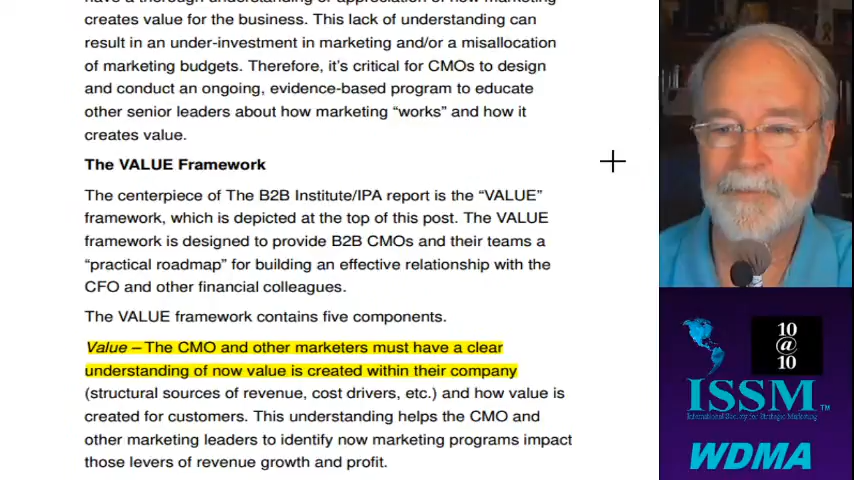 have a thorough understanding or appreciation of how marketing
creates value for the business. This lack of understanding can
result in an under-investment in marketing and/or a misallocation
of marketing budgets. Therefore, it's critical for CMOs to design
and conduct an ongoing, evidence-based program to educate
other senior leaders about how marketing “works” and how it
creates value.
The VALUE Framework
The centerpiece of The B2B Institute/IPA report is the “VALUE”
framework, which is depicted at the top of this post. The VALUE
framework is designed to provide B2B CMOs and their teams a
“practical roadmap” for building an effective relationship with the
CFO and other financial colleagues.
The VALUE framework contains five components.
Value – The CMO and other marketers must have a clear
understanding of now value is created within their company
(structural sources of revenue, cost drivers, etc.) and how value is
created for customers. This understanding helps the CMO and
other marketing leaders to identify now marketing programs impact
those levers of revenue growth and profit.
10
@
10
ISSM™
International Society for Strategic Marketing
WDMA